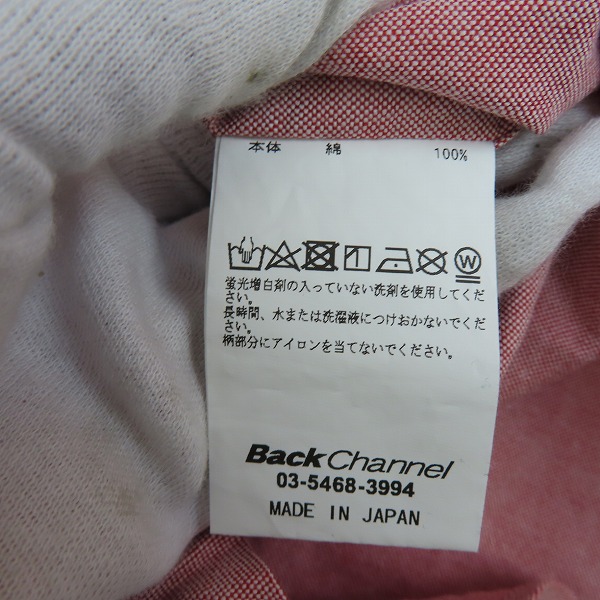 本体 綿 100%
W
蛍光増白剤の入っていない洗剤を使用してくだ
さい。
長時間、水または洗濯液につけおかないでくだ
さい。
柄部分にアイロンを当てないでください。
BackChannel
03-5468-3994
MADE IN JAPAN